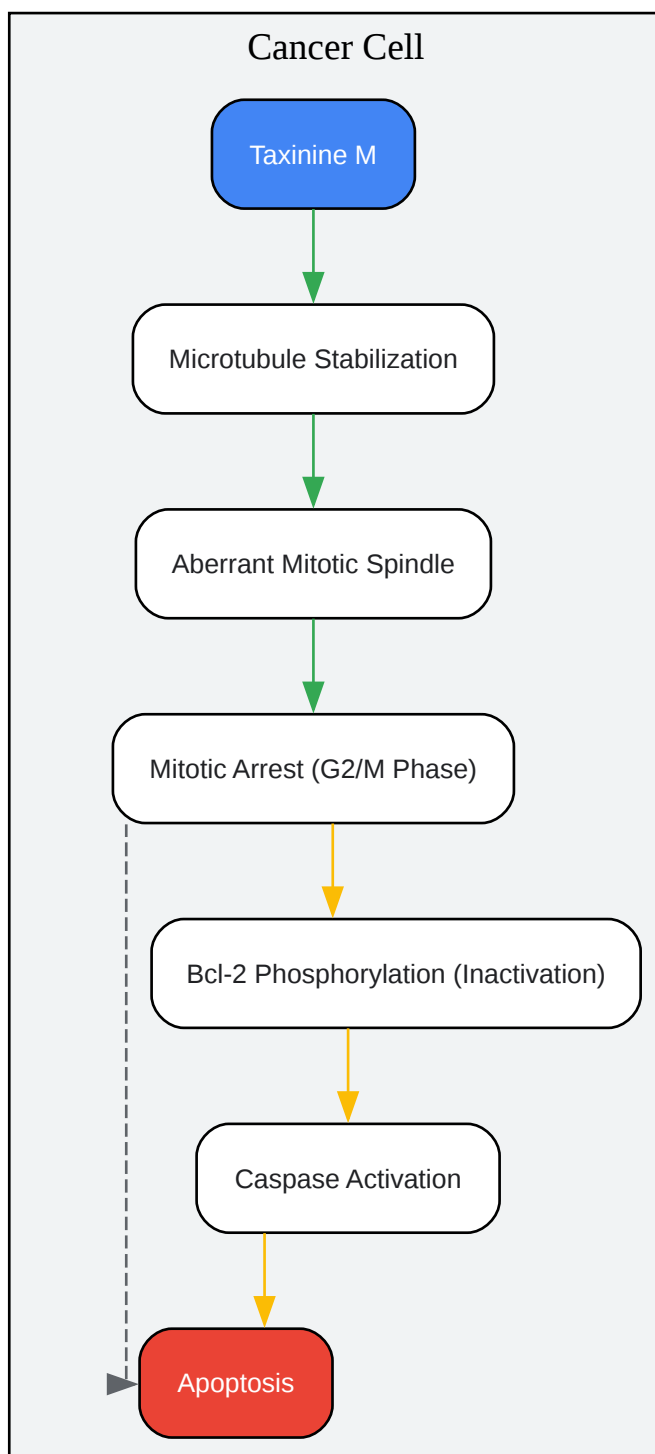 Cancer Cell
Taxinine M
Microtubule Stabilization
Aberrant Mitotic Spindle
Mitotic Arrest (G2/M Phase)
Bcl-2 Phosphorylation (Inactivation)
Caspase Activation
Apoptosis